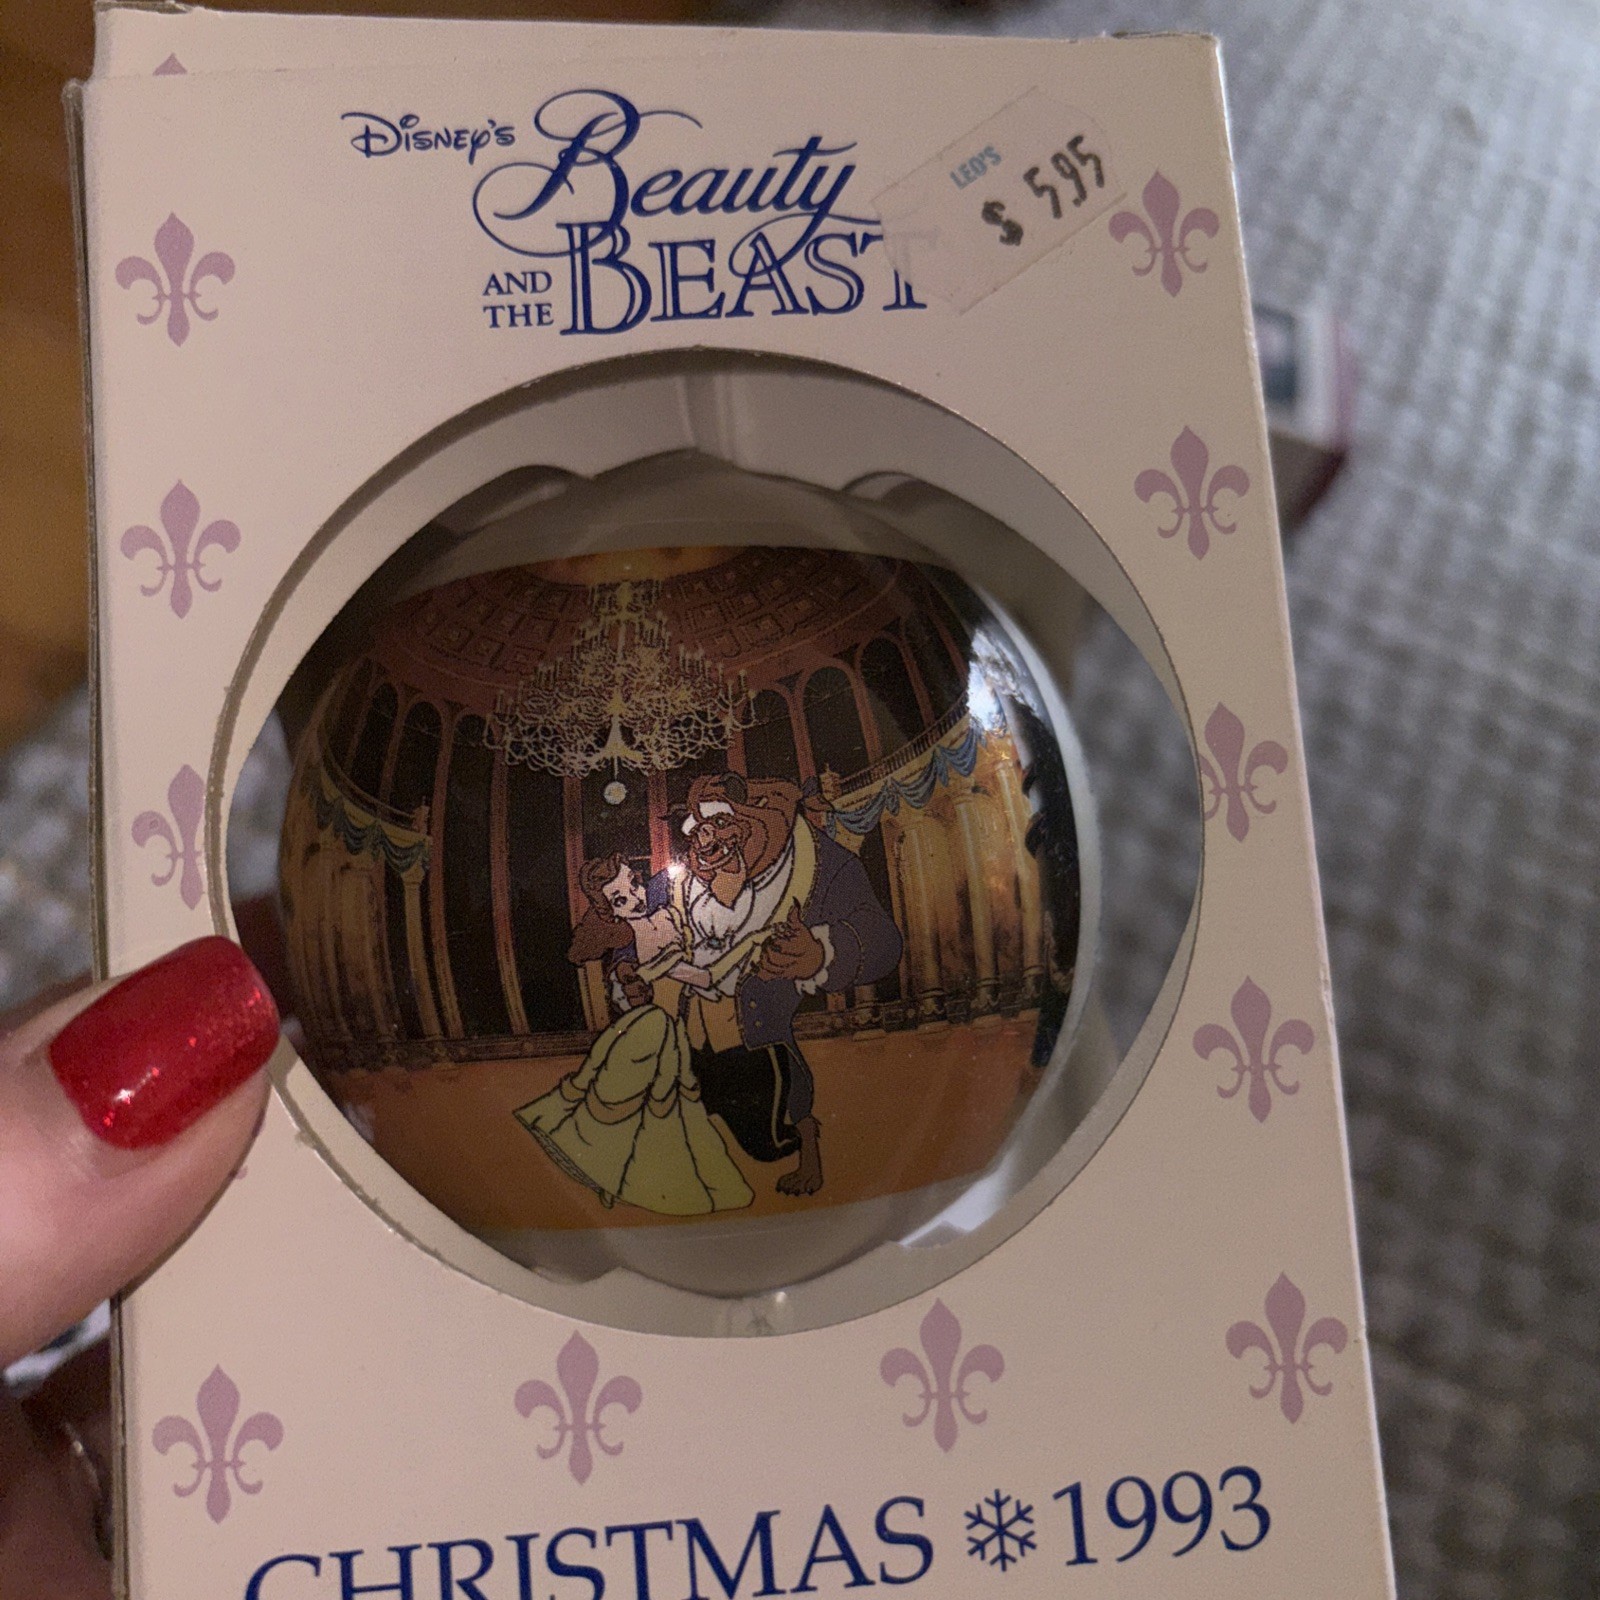 DISNEY'S
Beauty
AND THE BEAST
LEO'S
$ 5.95
CHRISTMAS 1993